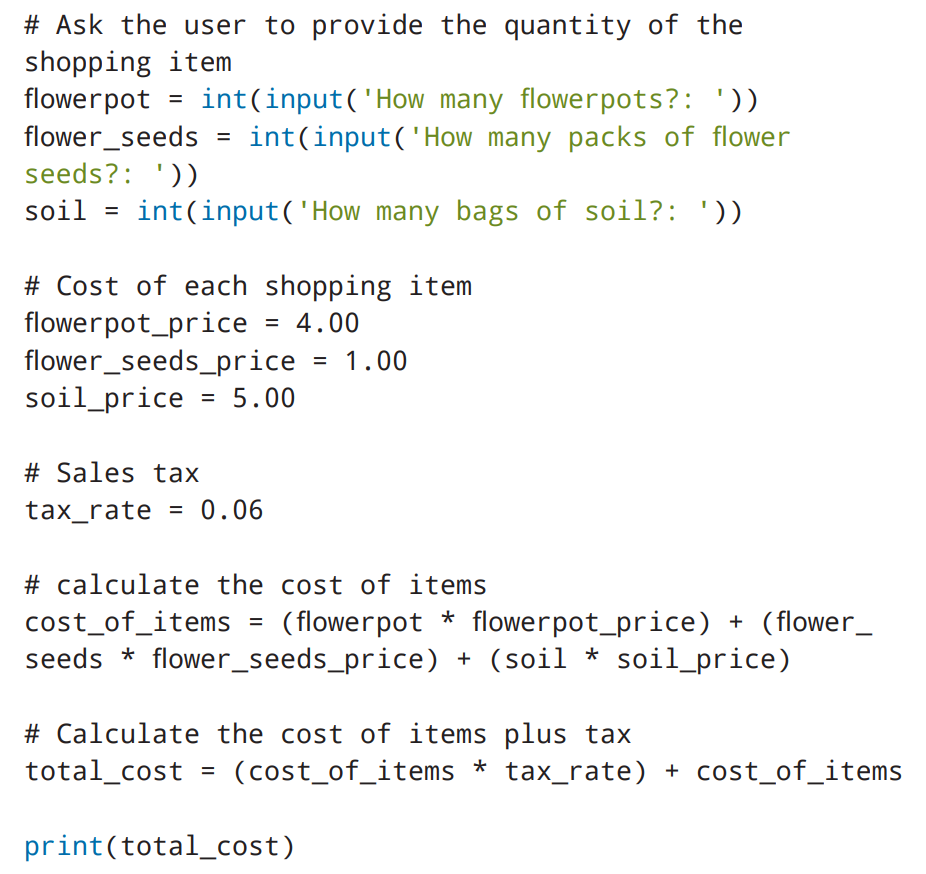 # Ask the user to provide the quantity of the
shopping item
flowerpot = int(input('How many flowerpots?: '))
flower_seeds = int(input('How many packs of flower
seeds?: '))
soil = int(input('How many bags of soil?: '))

# Cost of each shopping item
flowerpot_price = 4.00
flower_seeds_price = 1.00
soil_price = 5.00

# Sales tax
tax_rate = 0.06

# calculate the cost of items
cost_of_items = (flowerpot * flowerpot_price) + (flower_
seeds * flower_seeds_price) + (soil * soil_price)

# Calculate the cost of items plus tax
total_cost = (cost_of_items * tax_rate) + cost_of_items

print(total_cost)